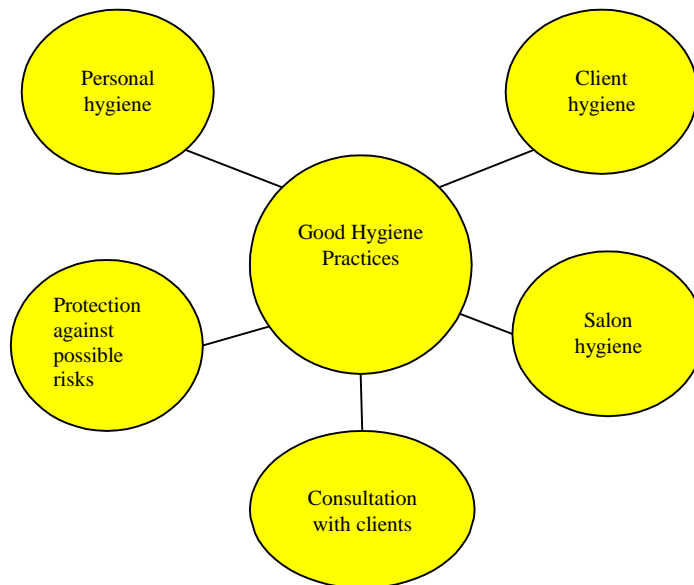 Personal
hygiene
Client
hygiene
Good Hygiene
Practices
Protection
against
possible
risks
Salon
hygiene
Consultation
with clients